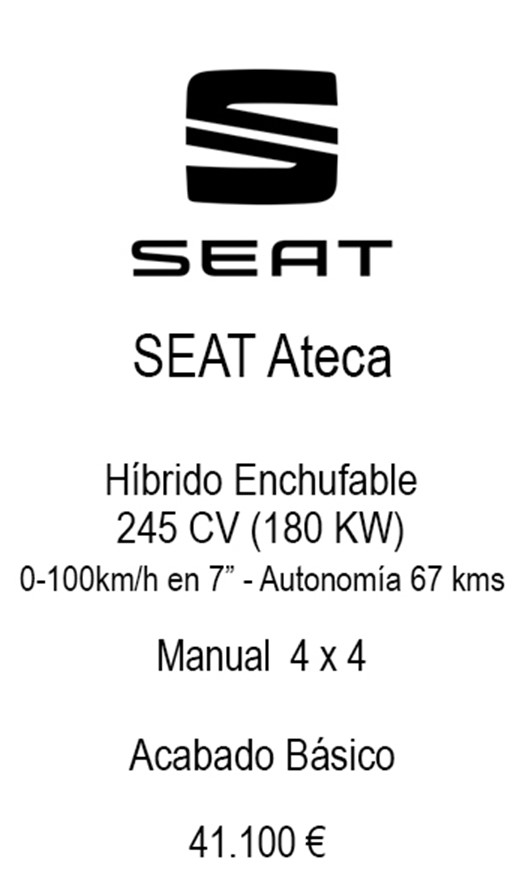 SEAT
SEAT Ateca
Híbrido Enchufable
245 CV (180 KW)
0-100km/h en 7” - Autonomía 67 kms
Manual  4 x 4
Acabado Básico
41.100 €